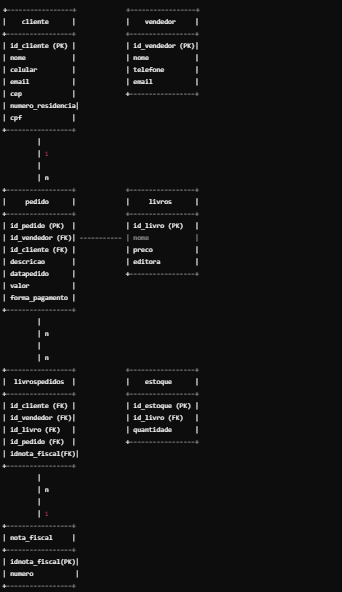 +-----------------+ +-----------------+
| cliente | | vendedor |
+-----------------+ +-----------------+
| id_cliente (PK) | | id_vendedor (PK)|
| nome | | nome |
| celular | | telefone |
| email | | email |
| cep | +-----------------+
| numero_residencia|
| cpf |
+-----------------+
|
| 1
|
| n
+-----------------+ +-----------------+
| pedido | | livros |
+-----------------+ +-----------------+
| id_pedido (PK) | | id_livro (PK) |
| id_vendedor (FK)| ----------- | nome |
| id_cliente (FK) | | preco |
| descricao | | editora |
| datapedido | +-----------------+
| valor |
| forma_pagamento |
+-----------------+
|
| n
|
| n
+-----------------+ +-----------------+
| livrospedidos | | estoque |
+-----------------+ +-----------------+
| id_cliente (FK) | | id_estoque (PK) |
| id_vendedor (FK)| | id_livro (FK) |
| id_livro (FK) | | quantidade |
| id_pedido (FK) | +-----------------+
| idnota_fiscal(FK)|
+-----------------+
|
| n
|
| 1
+-----------------+
| nota_fiscal |
+-----------------+
| idnota_fiscal(PK)|
| numero |
+-----------------+